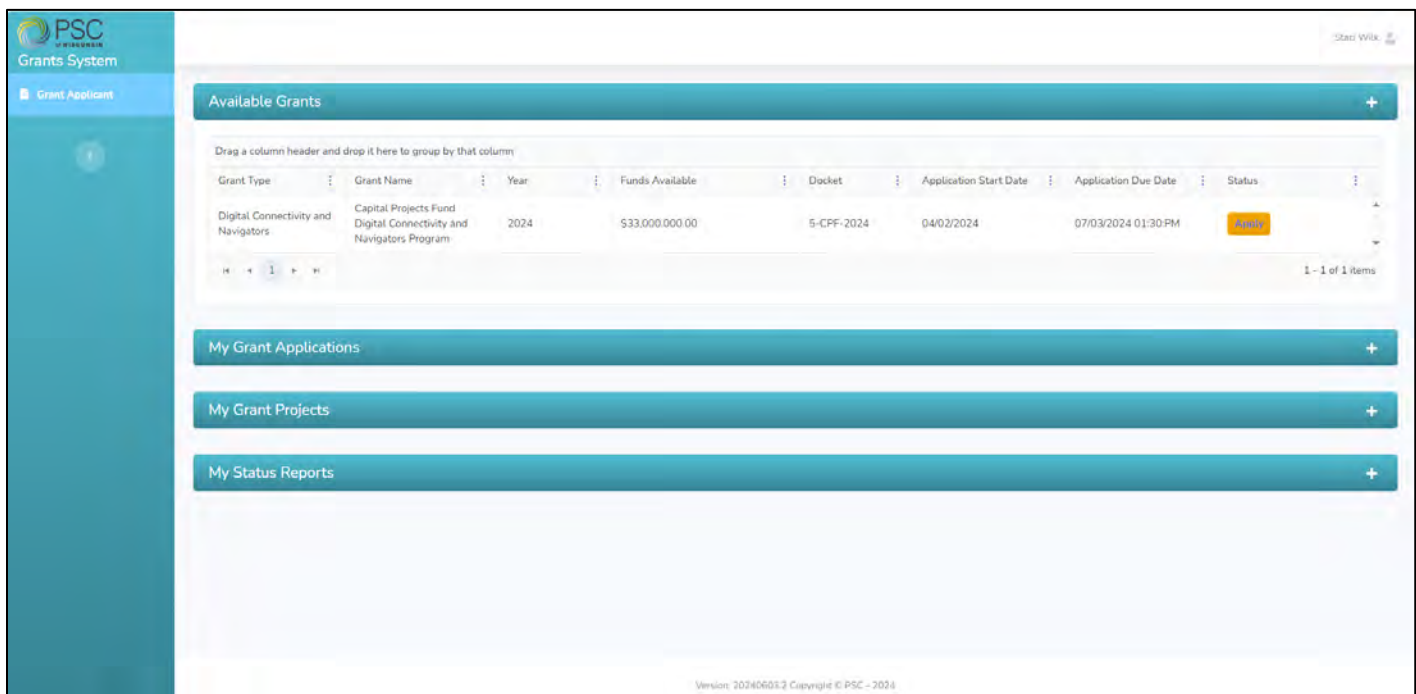 PSC
OF WISCONSIN
Grants System
Grant Applicant
Available Grants
Drag a column header and drop it here to group by that column
Grant Type Grant Name Year Funds Available Docket Application Start Date Application Due Date Status
Digital Connectivity and
Navigators
Capital Projects Fund
Digital Connectivity and
Navigators Program
2024
$33,000,000.00
5-CPF-2024
04/02/2024
07/03/2024 01:30:PM
Apply
1
1 - 1 of 1 items
My Grant Applications
My Grant Projects
My Status Reports
Version: 20240603.2 Copyright © PSC - 2024